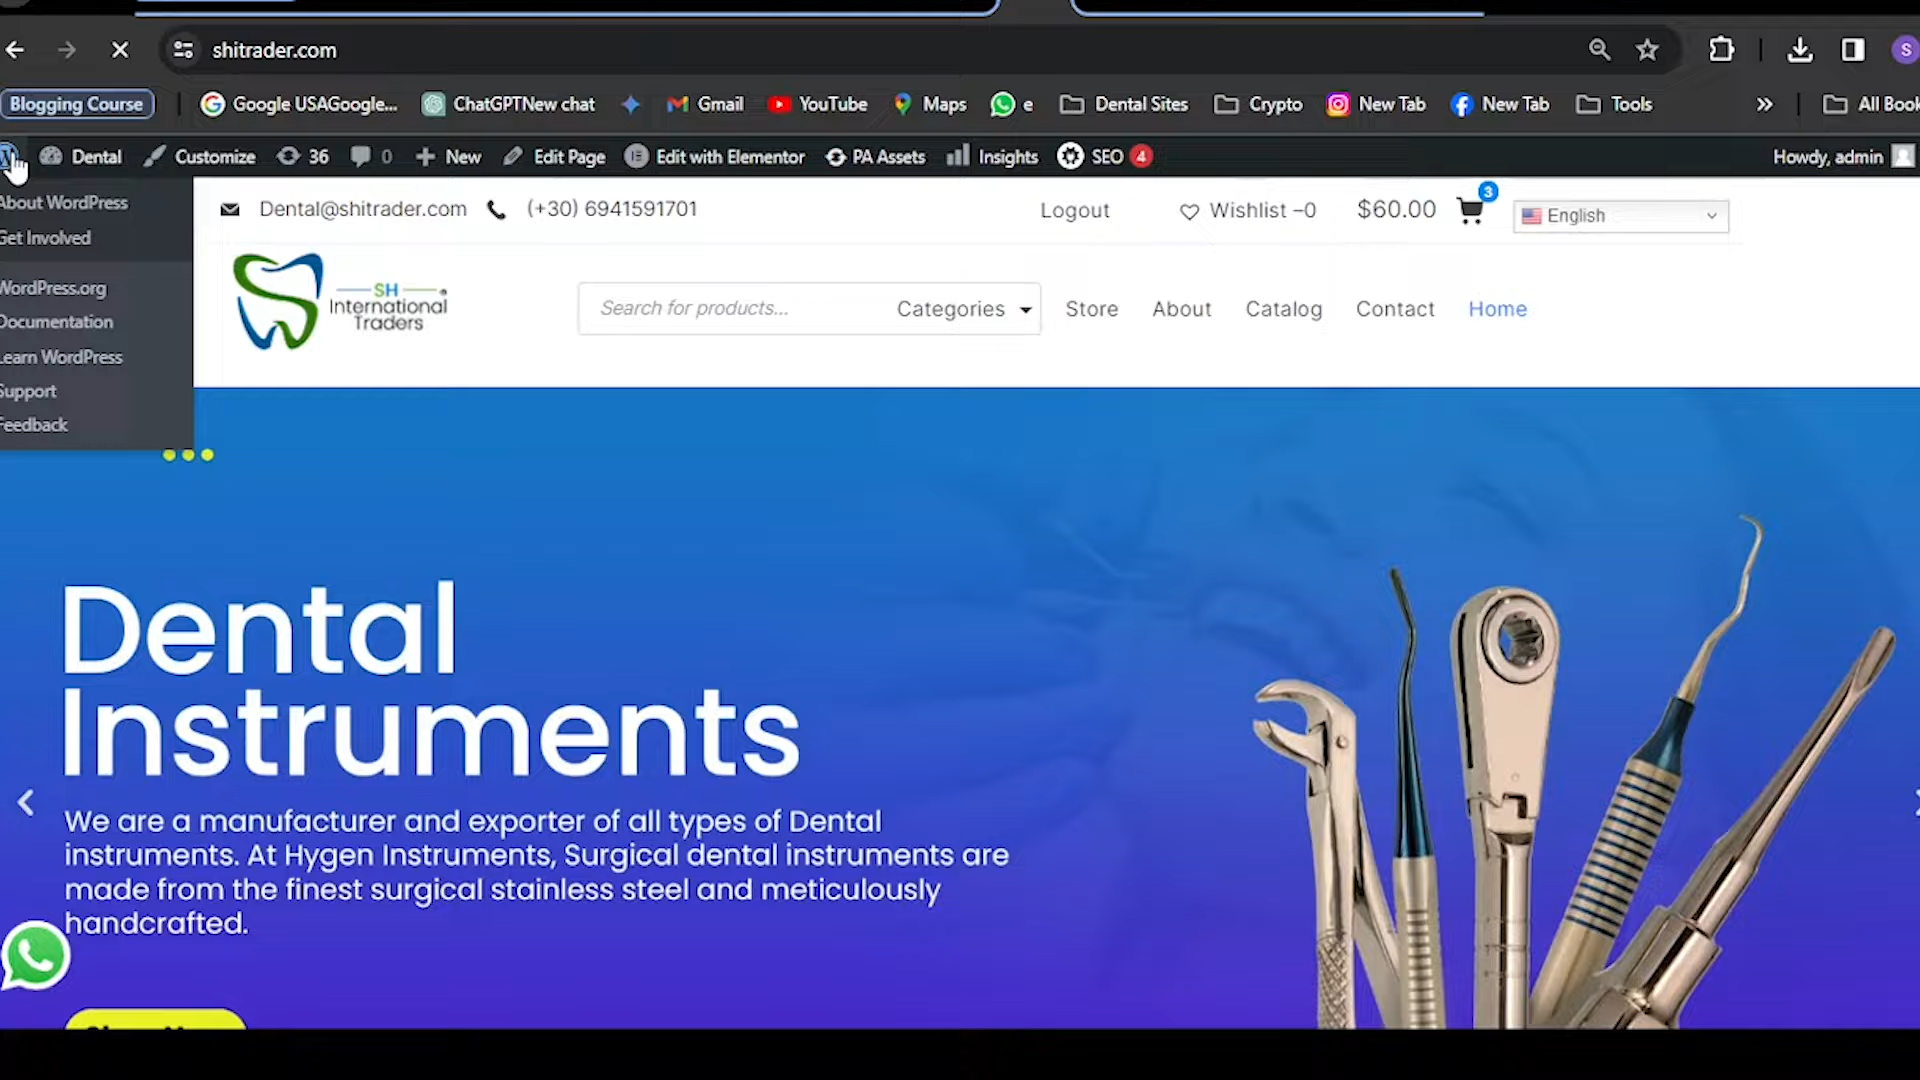 shitrader.com
S
Blogging Course
Google USAGoogle...
ChatGPTNew chat
Gmail
YouTube
Maps
e
Dental Sites
Crypto
New Tab
New Tab
Tools
All Book
Dental
Customize
36
0
New
Edit Page
Edit with Elementor
PA Assets
Insights
SEO 4
Howdy, admin
About WordPress
Get Involved
WordPress.org
Documentation
Learn WordPress
Support
Feedback
Dental@shitrader.com
(+30) 6941591701
Logout
Wishlist –0
$60.00
3
English
SH
International
Traders
Search for products...
Categories
Store
About
Catalog
Contact
Home
Dental
Instruments
We are a manufacturer and exporter of all types of Dental
instruments. At Hygen Instruments, Surgical dental instruments are
made from the finest surgical stainless steel and meticulously
handcrafted.